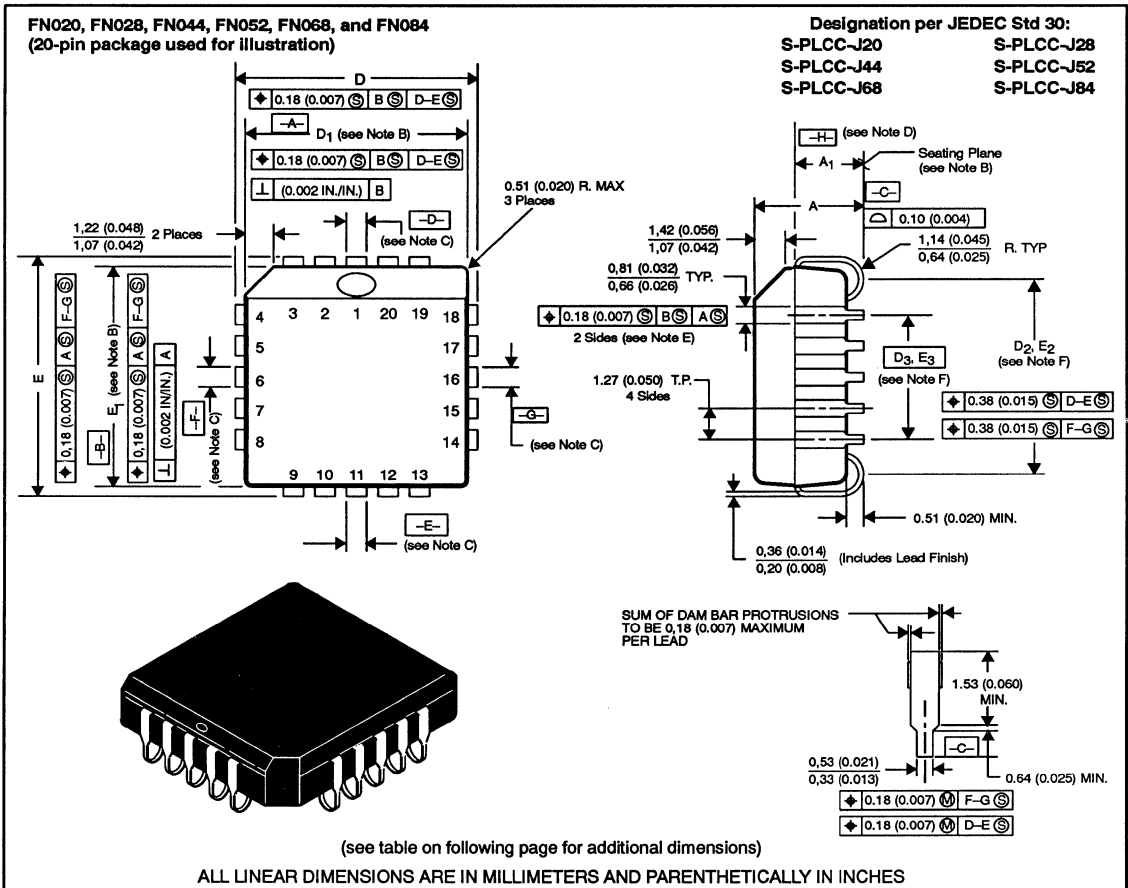 FN020, FN028, FN044, FN052, FN068, and FN084
(20-pin package used for illustration)
Designation per JEDEC Std 30:
S-PLCC-J20 S-PLCC-J28
S-PLCC-J44 S-PLCC-J52
S-PLCC-J68 S-PLCC-J84
D
⌖ 0.18 (0.007) Ⓢ B Ⓢ D–E Ⓢ
–A–
D1 (see Note B)
⌖ 0.18 (0.007) Ⓢ B Ⓢ D–E Ⓢ
⊥ (0.002 IN./IN.) B
0.51 (0.020) R. MAX
3 Places
1,22 (0.048)
1,07 (0.042)
2 Places
–D–
(see Note C)
E
⌖ 0,18 (0.007) Ⓢ A Ⓢ F–G Ⓢ
–B–
E1 (see Note B)
⌖ 0,18 (0.007) Ⓢ A Ⓢ F–G Ⓢ
⊥ (0.002 IN/IN.) A
–F–
(see Note C)
3 2 1 20 19
4 18
5 17
6 16
7 15
8 14
9 10 11 12 13
–G–
(see Note C)
–E–
(see Note C)
–H– (see Note D)
A1
Seating Plane
(see Note B)
–C–
A
⌓ 0.10 (0.004)
1,42 (0.056)
1,07 (0.042)
1,14 (0.045)
0,64 (0.025)
R. TYP
0,81 (0.032)
0,66 (0.026)
TYP.
⌖ 0.18 (0.007) Ⓢ B Ⓢ A Ⓢ
2 Sides (see Note E)
D3, E3
(see Note F)
D2, E2
(see Note F)
1.27 (0.050) T.P.
4 Sides
⌖ 0.38 (0.015) Ⓢ D–E Ⓢ
⌖ 0.38 (0.015) Ⓢ F–G Ⓢ
0.51 (0.020) MIN.
0,36 (0.014)
0,20 (0.008)
(Includes Lead Finish)
SUM OF DAM BAR PROTRUSIONS
TO BE 0,18 (0.007) MAXIMUM
PER LEAD
1.53 (0.060)
MIN.
–C–
0,53 (0.021)
0,33 (0.013)
0.64 (0.025) MIN.
⌖ 0.18 (0.007) Ⓜ F–G Ⓢ
⌖ 0.18 (0.007) Ⓜ D–E Ⓢ
(see table on following page for additional dimensions)
ALL LINEAR DIMENSIONS ARE IN MILLIMETERS AND PARENTHETICALLY IN INCHES